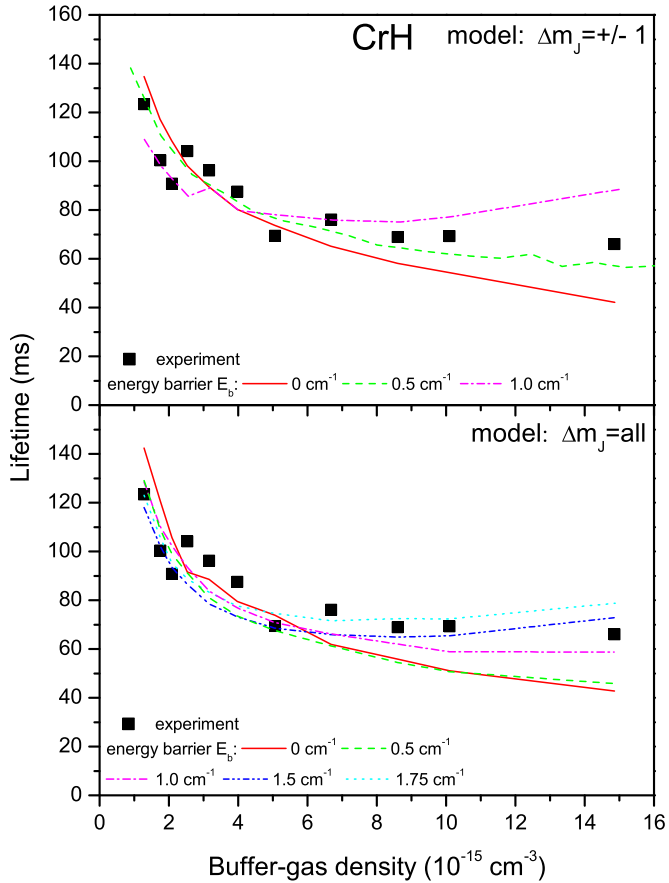 CrH model: Δm_J=+/- 1
160
140
120
100
80
60
40
20
0
experiment
energy barrier E_b: 0 cm⁻¹ 0.5 cm⁻¹ 1.0 cm⁻¹
Lifetime (ms)
model: Δm_J=all
140
120
100
80
60
40
20
0
experiment
energy barrier E_b: 0 cm⁻¹ 0.5 cm⁻¹
1.0 cm⁻¹ 1.5 cm⁻¹ 1.75 cm⁻¹
0 2 4 6 8 10 12 14 16
Buffer-gas density (10⁻¹⁵ cm⁻³)